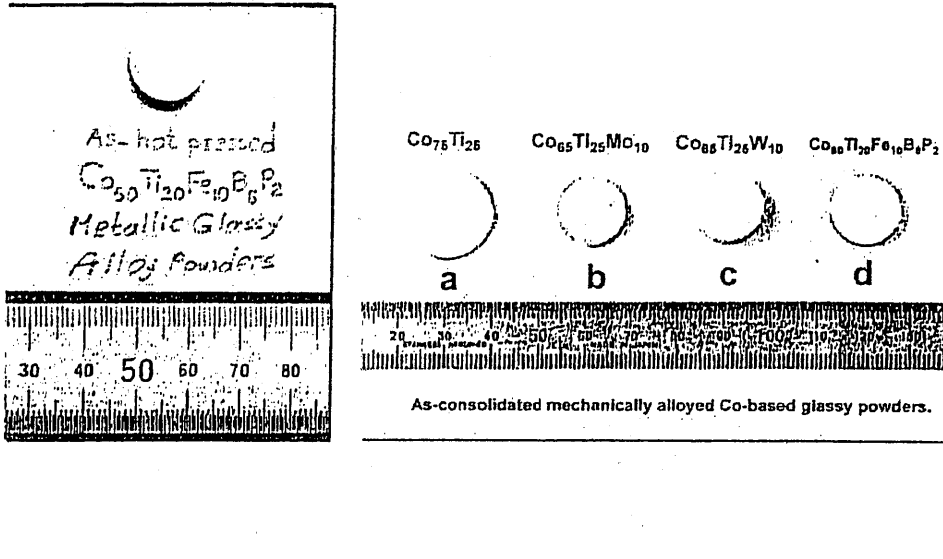 As-hot pressed
Co50Ti20Fe10B6P2
Metallic Glassy
Alloy Powders
30 40 50 60 70 80
Co75Ti25
Co65Ti25Mo10
Co65Ti25W10
Co50Ti20Fe10B6P2
a
b
c
d
20 30 40 50 60 70
As-consolidated mechanically alloyed Co-based glassy powders.